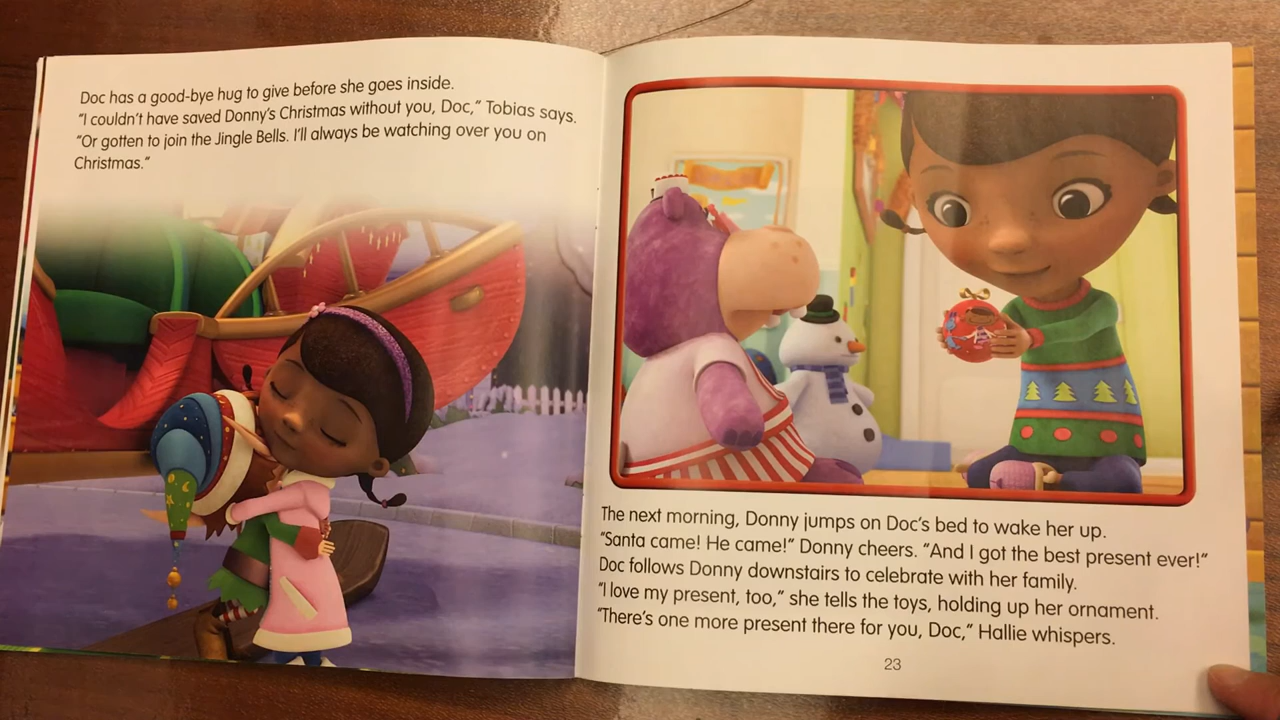 Doc has a good-bye hug to give before she goes inside.
"I couldn't have saved Donny's Christmas without you, Doc," Tobias says.
"Or gotten to join the Jingle Bells. I'll always be watching over you on
Christmas."
The next morning, Donny jumps on Doc's bed to wake her up.
"Santa came! He came!" Donny cheers. "And I got the best present ever!"
Doc follows Donny downstairs to celebrate with her family.
"I love my present, too," she tells the toys, holding up her ornament.
"There's one more present there for you, Doc," Hallie whispers.
23